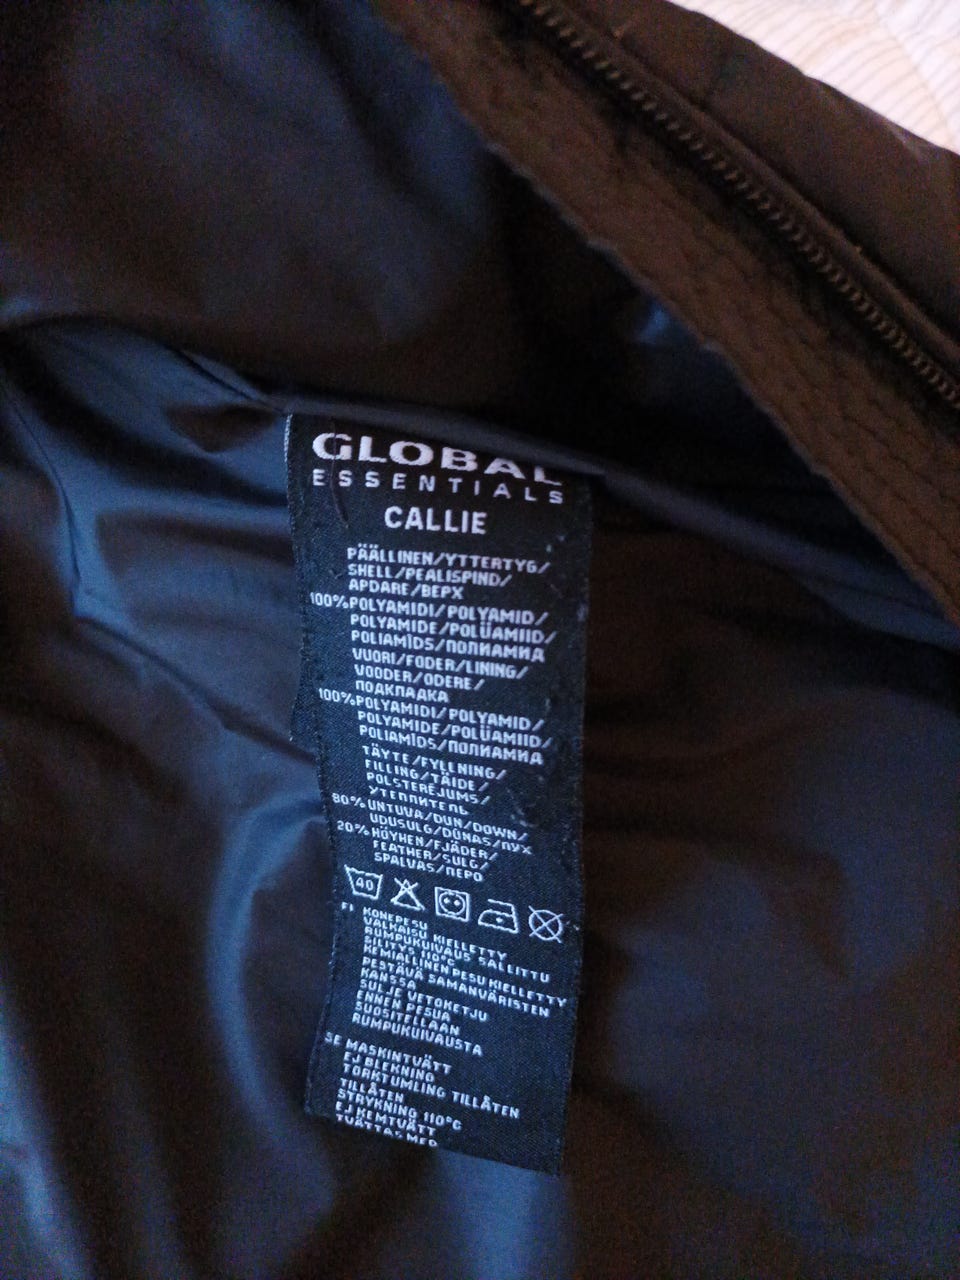 GLOBAL
ESSENTIALS
CALLIE
PÄÄLLINEN/YTTERTYG/
SHELL/PEALISPIND/
APDARE/ВЕРХ
100%POLYAMIDI/POLYAMID/
POLYAMIDE/POLÜAMIID/
POLIAMĪDS/ПОЛИАМИД
VUORI/FODER/LINING/
VOODER/ODERE/
ПОДКЛАДКА
100%POLYAMIDI/POLYAMID/
POLYAMIDE/POLÜAMIID/
POLIAMĪDS/ПОЛИАМИД
TÄYTE/FYLLNING/
FILLING/TÄIDE/
POLSTERĒJUMS/
УТЕПЛИТЕЛЬ
80%UNTUVA/DUN/DOWN/
UDUSULG/DŪNAS/ПУХ
20%HÖYHEN/FJÄDER/
FEATHER/SULG/
SPALVAS/ПЕРО
40
FI KONEPESU
VALKAISU KIELLETTY
RUMPUKUIVAUS SALLITTU
SILITYS 110°C
KEMIALLINEN PESU KIELLETTY
PESTÄVÄ SAMANVÄRISTEN
KANSSA
SULJE VETOKETJU
ENNEN PESUA
SUOSITELLAAN
RUMPUKUIVAUSTA
SE MASKINTVÄTT
EJ BLEKNING
TORKTUMLING TILLÅTEN
TILLÅTEN
STRYKNING 110°C
EJ KEMTVÄTT
TVÄTTAS MED